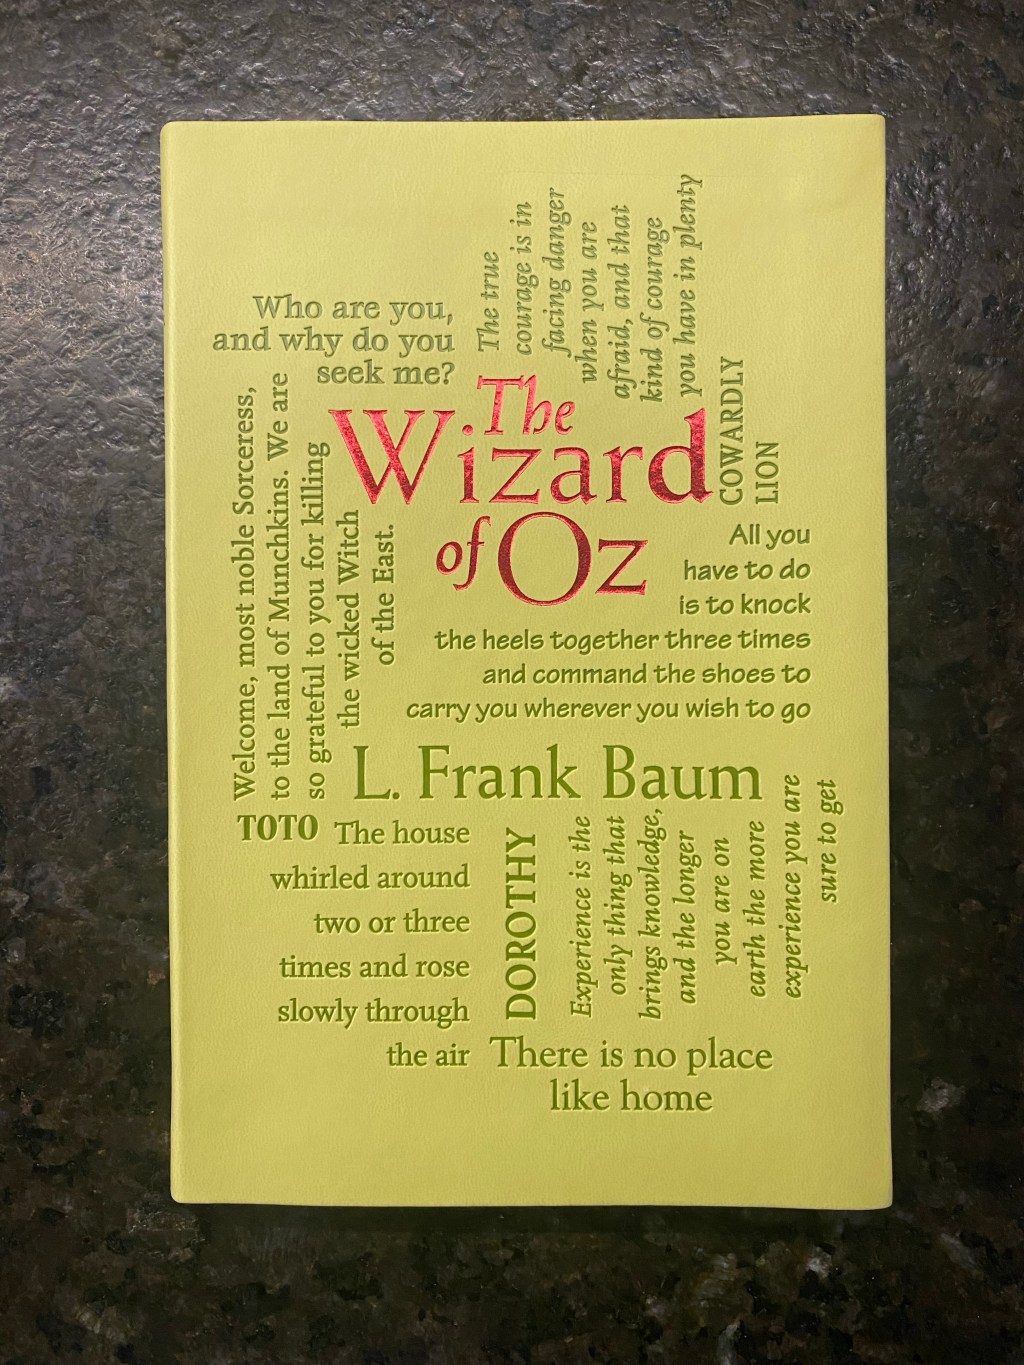 The true
courage is in
facing danger
when you are
afraid, and that
kind of courage
you have in plenty
Who are you,
and why do you
seek me?
COWARDLY
LION
The
Wizard
of Oz
Welcome, most noble Sorceress,
to the land of Munchkins. We are
so grateful to you for killing
the wicked Witch
of the East.
All you
have to do
is to knock
the heels together three times
and command the shoes to
carry you wherever you wish to go
L. Frank Baum
TOTO
The house
whirled around
two or three
times and rose
slowly through
the air
DOROTHY
Experience is the
only thing that
brings knowledge,
and the longer
you are on
earth the more
experience you are
sure to get
There is no place
like home